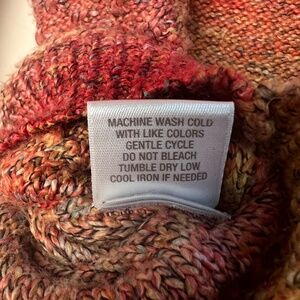 MACHINE WASH COLD
WITH LIKE COLORS
GENTLE CYCLE
DO NOT BLEACH
TUMBLE DRY LOW
COOL IRON IF NEEDED